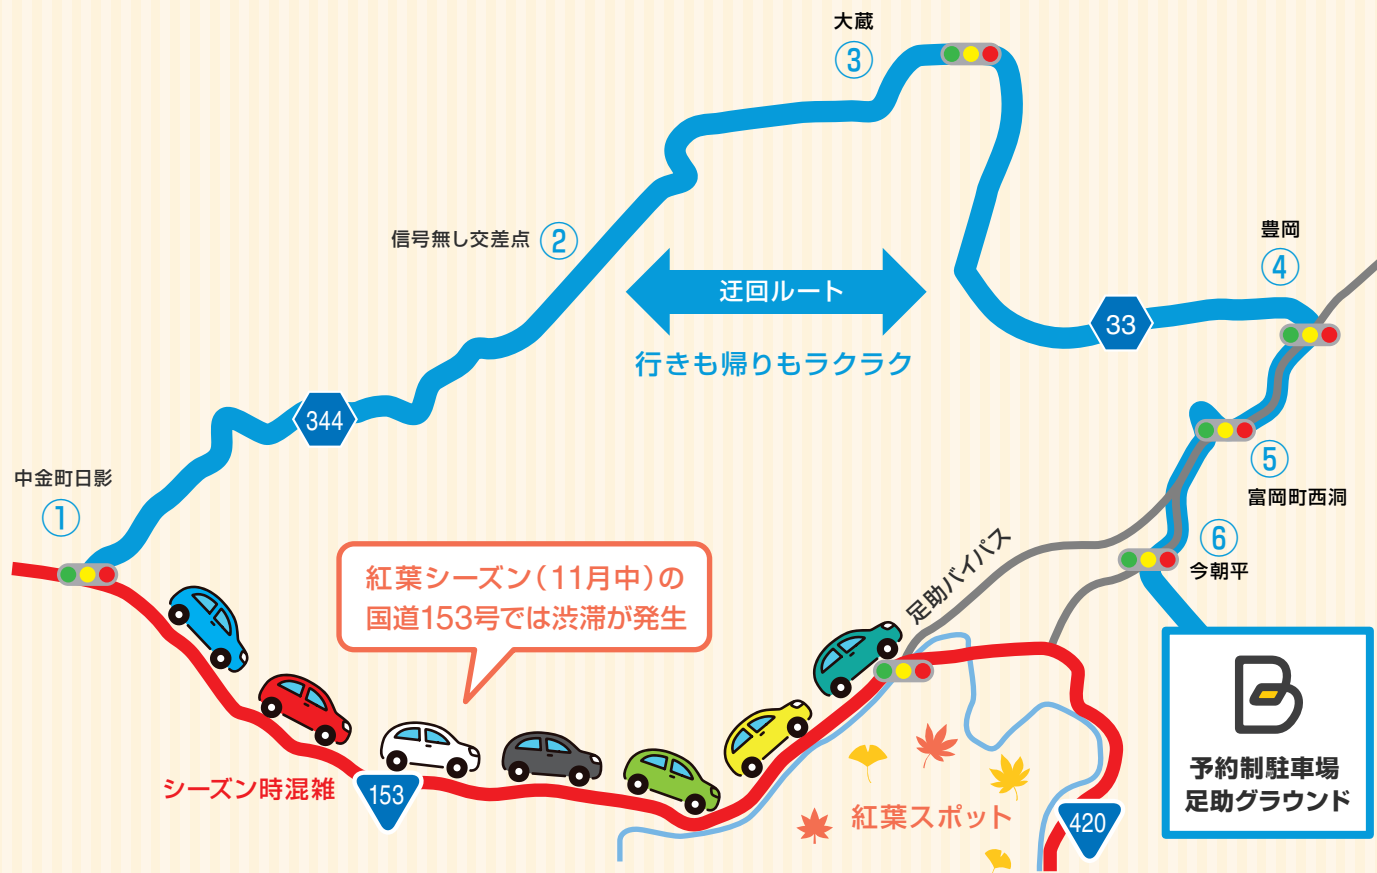 大蔵
③
信号無し交差点 ②
豊岡
④
迂回ルート
33
行きも帰りもラクラク
344
中金町日影
①
⑤
富岡町西洞
⑥
今朝平
紅葉シーズン(11月中)の
国道153号では渋滞が発生
足助バイパス
シーズン時混雑
153
紅葉スポット
420
B
予約制駐車場
足助グラウンド